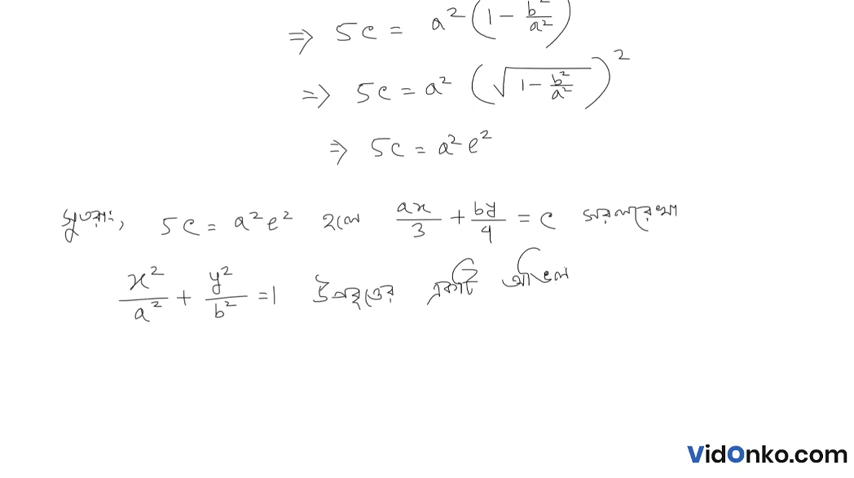 ⇒ 5c = a²(1 - b²/a²)
⇒ 5c = a² (√(1 - b²/a²))²
⇒ 5c = a²e²
সুতরাং, 5c = a²e² হলে ax/3 + by/4 = c সরলরেখা
x²/a² + y²/b² = 1 উপবৃত্তের একটি অভিলম্ব
VidOnko.com